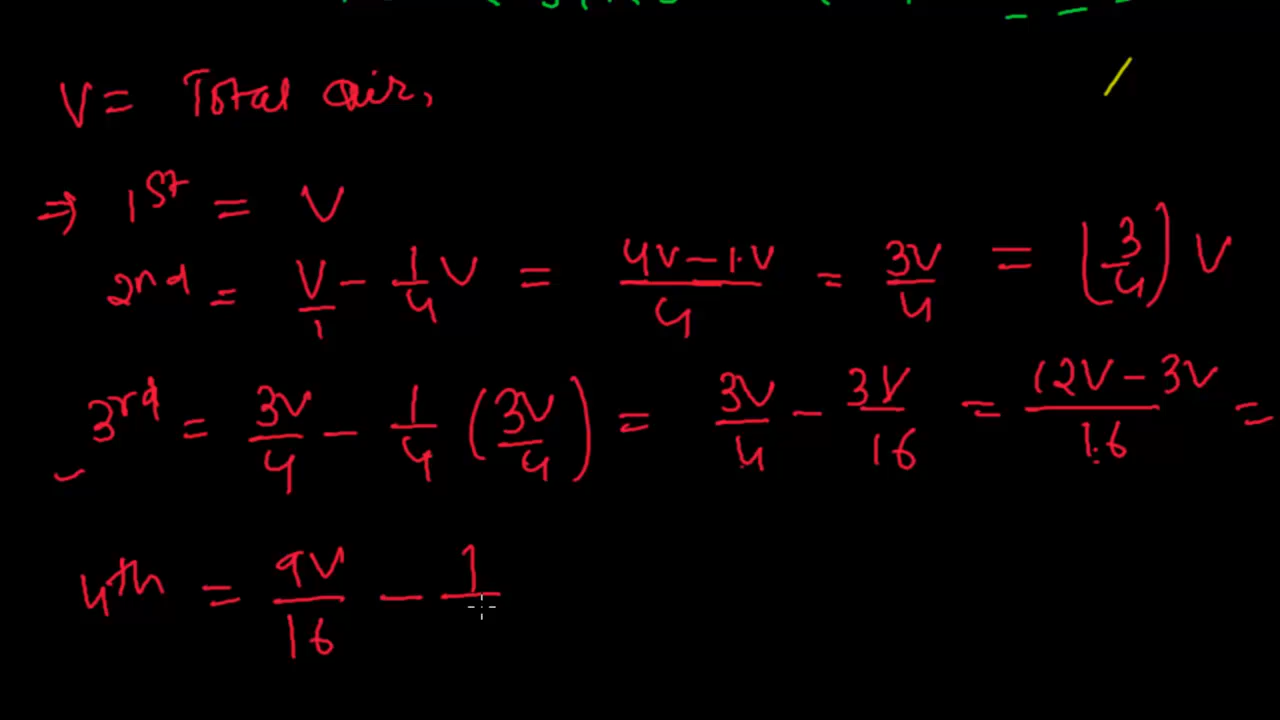 V = Total air,
⇒ 1st = V
2nd = V/1 - 1/4 V = (4V - 1.V)/4 = 3V/4 = (3/4) V
3rd = 3V/4 - 1/4 (3V/4) = 3V/4 - 3V/16 = (12V - 3V)/16 =
4th = 9V/16 - 1/